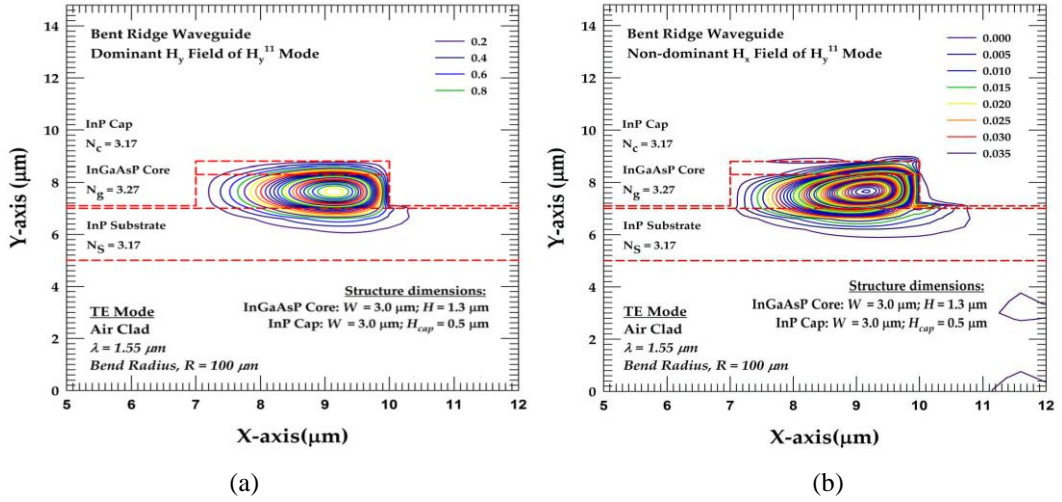 Bent Ridge Waveguide
Dominant Hy Field of Hy11 Mode
0.2
0.4
0.6
0.8
InP Cap
Nc = 3.17
InGaAsP Core
Ng = 3.27
InP Substrate
NS = 3.17
Structure dimensions:
InGaAsP Core: W = 3.0 μm; H = 1.3 μm
InP Cap: W = 3.0 μm; Hcap = 0.5 μm
TE Mode
Air Clad
λ = 1.55 μm
Bend Radius, R = 100 μm
14
12
10
8
6
4
2
0
Y-axis (μm)
5 6 7 8 9 10 11 12
X-axis(μm)
(a)
Bent Ridge Waveguide
Non-dominant Hx Field of Hy11 Mode
0.000
0.005
0.010
0.015
0.020
0.025
0.030
0.035
InP Cap
Nc = 3.17
InGaAsP Core
Ng = 3.27
InP Substrate
NS = 3.17
Structure dimensions:
InGaAsP Core: W = 3.0 μm; H = 1.3 μm
InP Cap: W = 3.0 μm; Hcap = 0.5 μm
TE Mode
Air Clad
λ = 1.55 μm
Bend Radius, R = 100 μm
14
12
10
8
6
4
2
0
Y-axis (μm)
5 6 7 8 9 10 11 12
X-axis(μm)
(b)